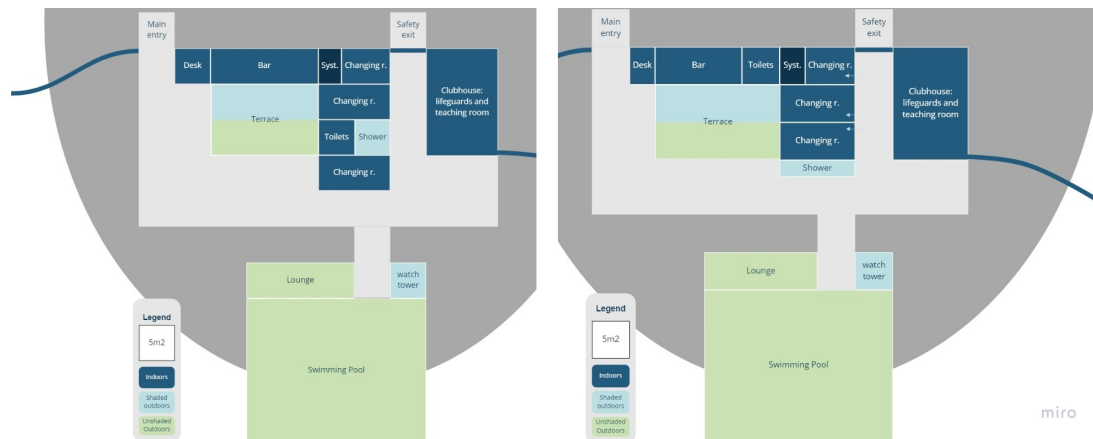 Main
entry
Safety
exit
Desk
Bar
Syst.
Changing r.
Clubhouse:
lifeguards and
teaching room
Changing r.
Terrace
Toilets
Shower
Changing r.
Lounge
watch
tower
Legend
5m2
Swimming Pool
Indoors
Shaded
outdoors
Unshaded
Outdoors
Main
entry
Safety
exit
Desk
Bar
Toilets
Syst.
Changing r.
Clubhouse:
lifeguards and
teaching room
Changing r.
Terrace
Changing r.
Shower
Lounge
watch
tower
Legend
5m2
Swimming Pool
Indoors
Shaded
outdoors
Unshaded
Outdoors
miro